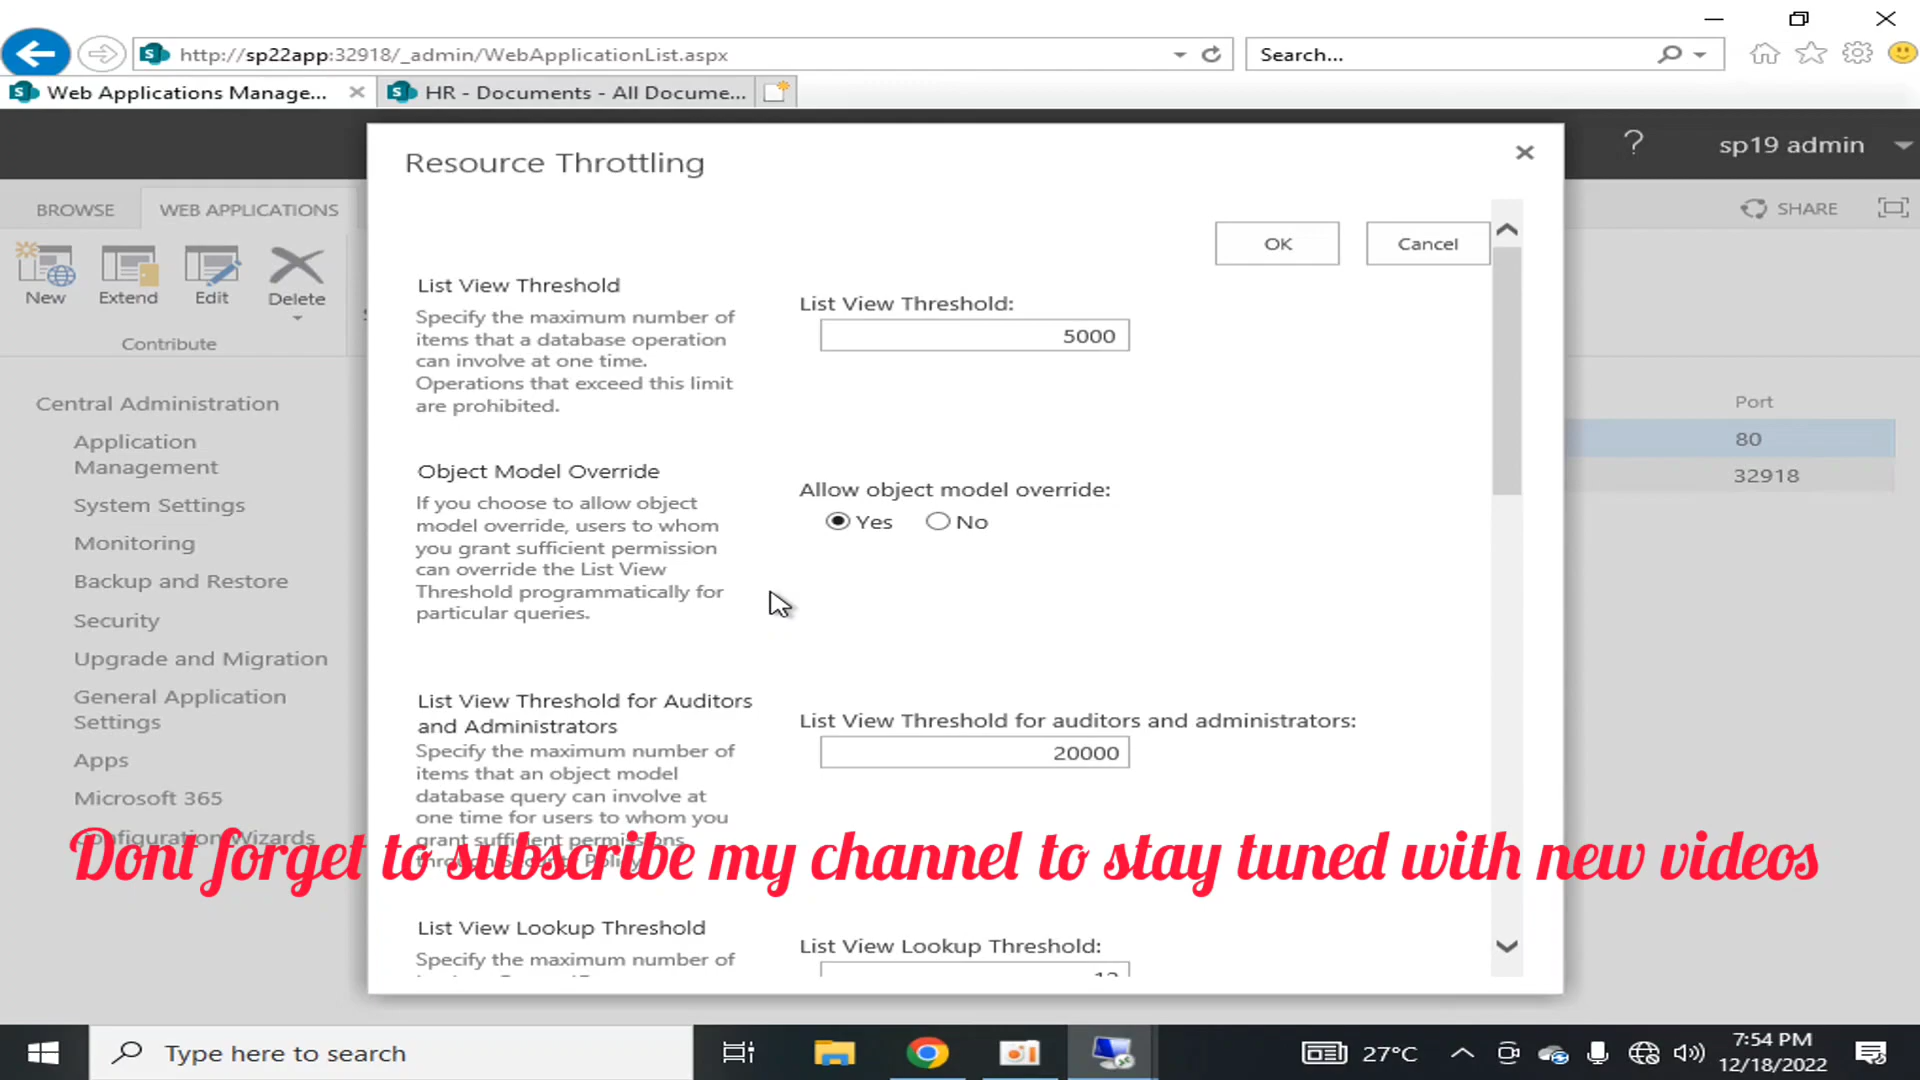 http://sp22app:32918/_admin/WebApplicationList.aspx
Search...
Web Applications Manage...
HR - Documents - All Docume...
Resource Throttling
sp19 admin
BROWSE
WEB APPLICATIONS
SHARE
New
Extend
Edit
Delete
Contribute
OK
Cancel
List View Threshold
Specify the maximum number of
items that a database operation
can involve at one time.
Operations that exceed this limit
are prohibited.
List View Threshold:
5000
Object Model Override
If you choose to allow object
model override, users to whom
you grant sufficient permission
can override the List View
Threshold programmatically for
particular queries.
Allow object model override:
Yes
No
List View Threshold for Auditors
and Administrators
Specify the maximum number of
items that an object model
database query can involve at
one time for users to whom you
grant sufficient permissions
through Security Policy.
List View Threshold for auditors and administrators:
20000
List View Lookup Threshold
Specify the maximum number of
List View Lookup Threshold:
12
Central Administration
Application
Management
System Settings
Monitoring
Backup and Restore
Security
Upgrade and Migration
General Application
Settings
Apps
Microsoft 365
Configuration Wizards
Port
80
32918
Dont forget to subscribe my channel to stay tuned with new videos
Type here to search
27°C
7:54 PM
12/18/2022